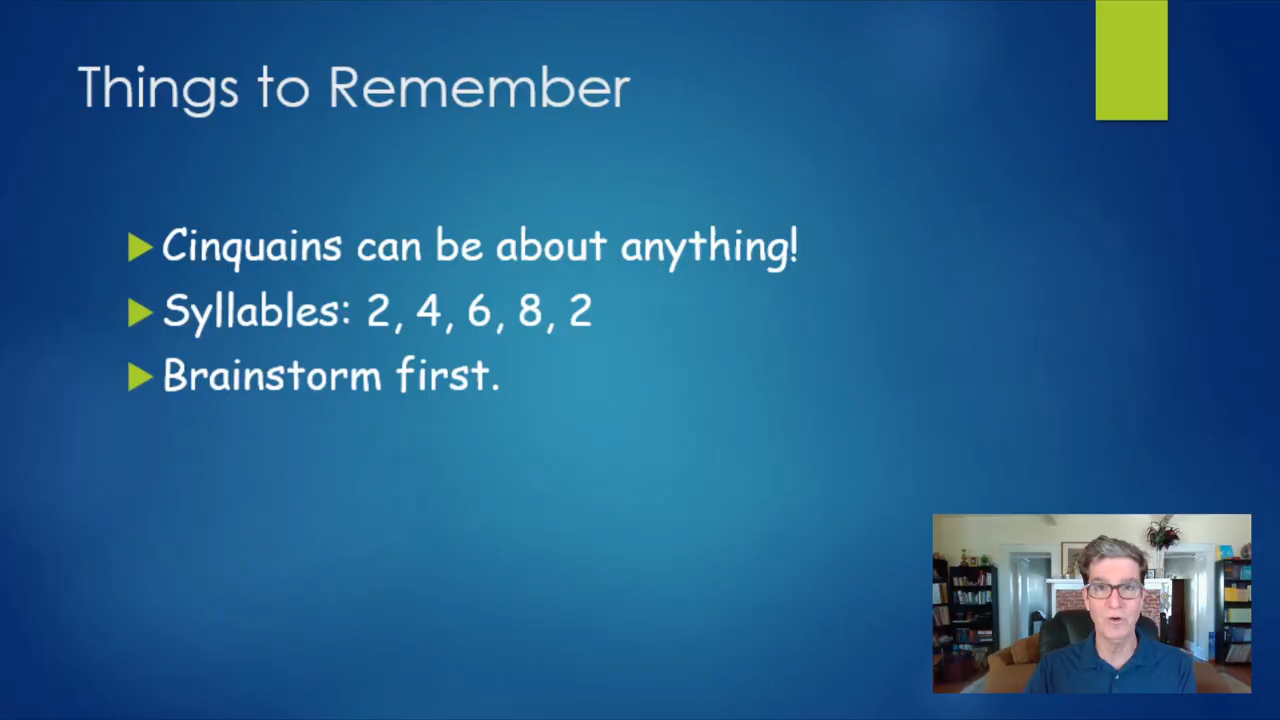 Things to Remember
Cinquains can be about anything!
Syllables: 2, 4, 6, 8, 2
Brainstorm first.